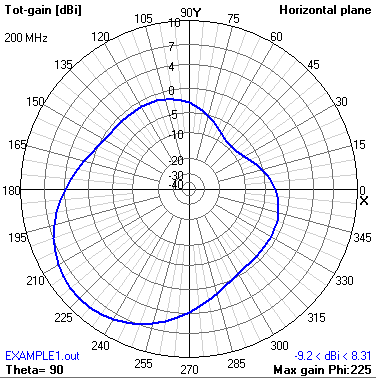 Tot-gain [dBi]
Horizontal plane
200 MHz
105 10 90Y 75
120 7 60
135 4 45
150 0 30
-5
165 -10 15
-20
-30
180 -40 0
X
195 345
210 330
225 315
240 300
255 270 285
EXAMPLE1.out
-9.2 < dBi < 8.31
Theta= 90
Max gain Phi:225